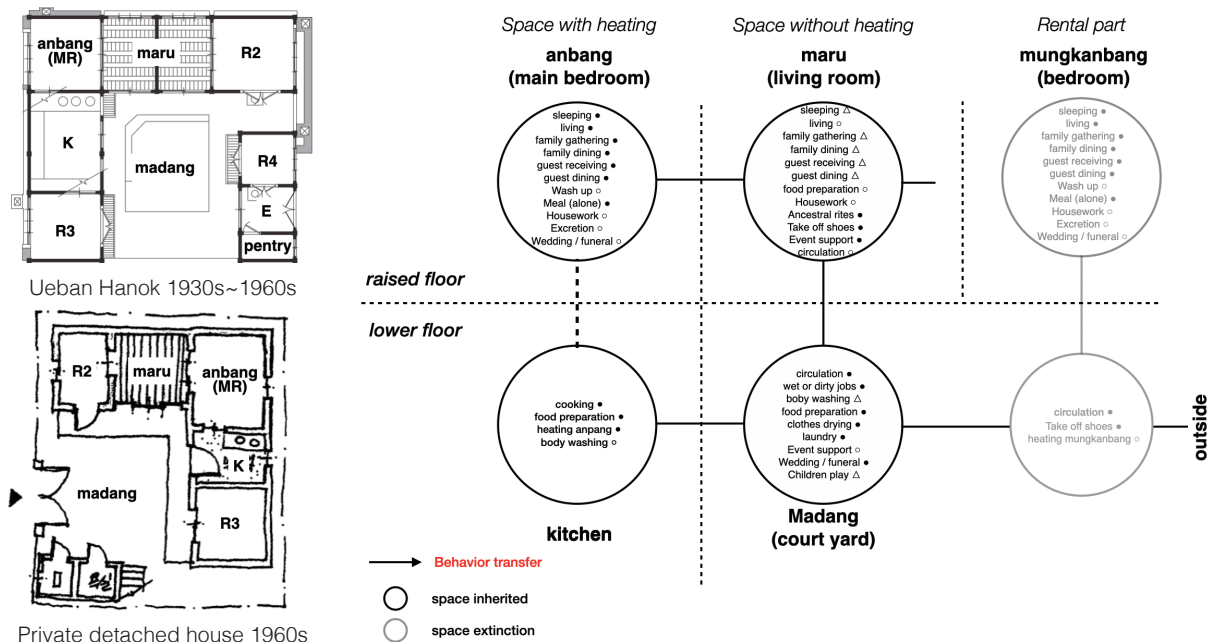 anbang
(MR)
maru
R2
K
madang
R4
E
R3
pentry
Ueban Hanok 1930s~1960s
R2
maru
anbang
(MR)
K
madang
R3
욕실
Private detached house 1960s
Space with heating
Space without heating
Rental part
anbang
(main bedroom)
maru
(living room)
mungkanbang
(bedroom)
sleeping ●
living ●
family gathering ●
family dining ●
guest receiving ●
guest dining ●
Wash up ○
Meal (alone) ●
Housework ○
Excretion ○
Wedding / funeral ○
sleeping △
living ○
family gathering △
family dining △
guest receiving △
guest dining △
food preparation ○
Housework ○
Ancestral rites ●
Take off shoes ●
Event support ●
circulation ○
sleeping ●
living ●
family gathering ●
family dining ●
guest receiving ●
guest dining ●
Wash up ○
Meal (alone) ●
Housework ○
Excretion ○
Wedding / funeral ○
raised floor
lower floor
cooking ●
food preparation ●
heating anpang ●
body washing ○
circulation ●
wet or dirty jobs ●
boby washing △
food preparation ●
clothes drying ●
laundry ●
Event support ○
Wedding / funeral ●
Children play △
circulation ●
Take off shoes ●
heating mungkanbang ○
outside
kitchen
Madang
(court yard)
Behavior transfer
space inherited
space extinction